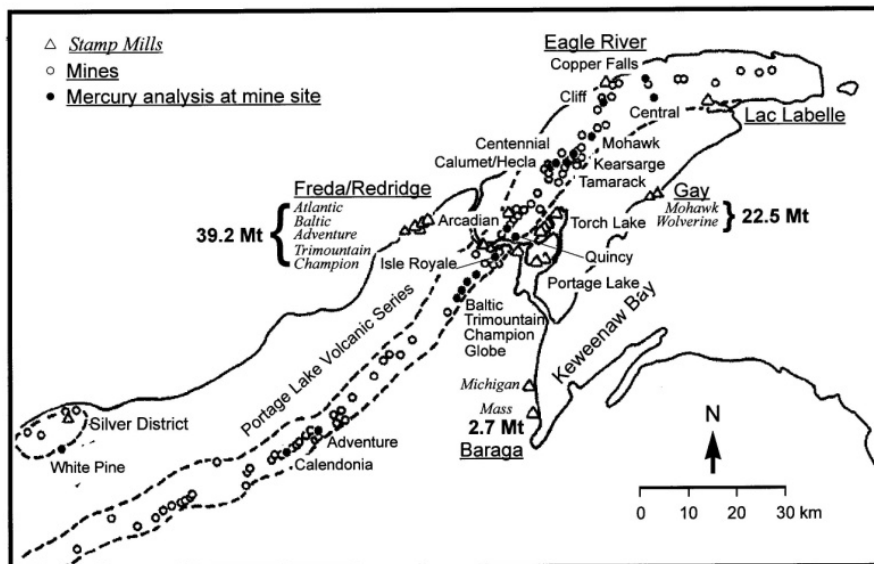 Stamp Mills
Mines
Mercury analysis at mine site
Eagle River
Copper Falls
Cliff
Central
Lac Labelle
Centennial
Calumet/Hecla
Mohawk
Kearsarge
Tamarack
Freda/Redridge
Atlantic
Baltic
Adventure
Trimountain
Champion
39.2 Mt
Arcadian
Isle Royale
Torch Lake
Quincy
Portage Lake
Gay
Mohawk
Wolverine
22.5 Mt
Baltic
Trimountain
Champion
Globe
Keweenaw Bay
Portage Lake Volcanic Series
Michigan
Mass
2.7 Mt
Baraga
Silver District
White Pine
Adventure
Calendonia
N
0 10 20 30 km